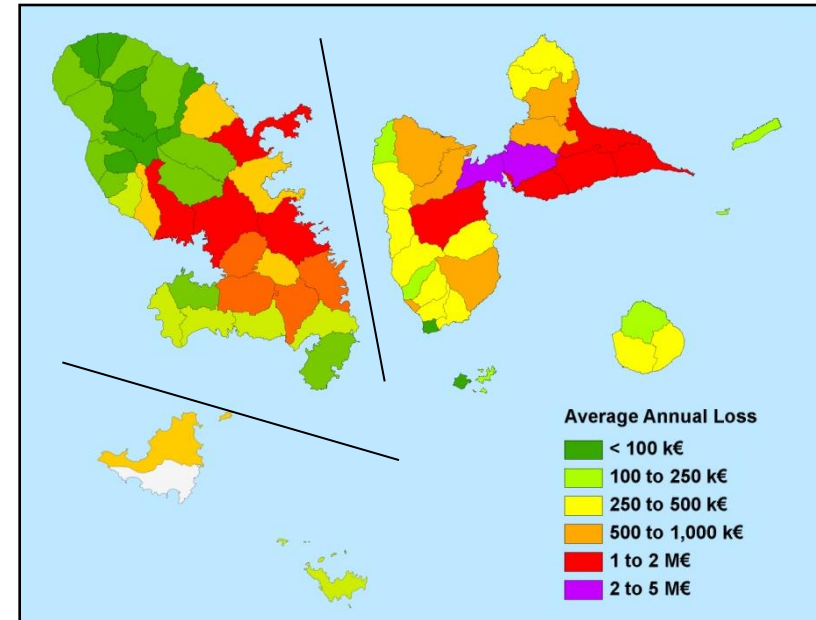 Average Annual Loss
< 100 k€
100 to 250 k€
250 to 500 k€
500 to 1,000 k€
1 to 2 M€
2 to 5 M€